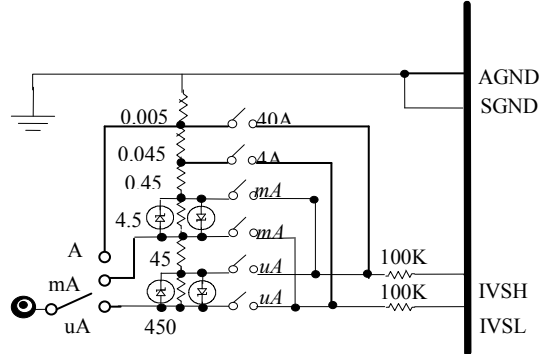 AGND
SGND
0.005
40A
0.045
4A
0.45
mA
4.5
mA
A
45
uA
100K
mA
IVSH
uA
100K
uA
450
IVSL